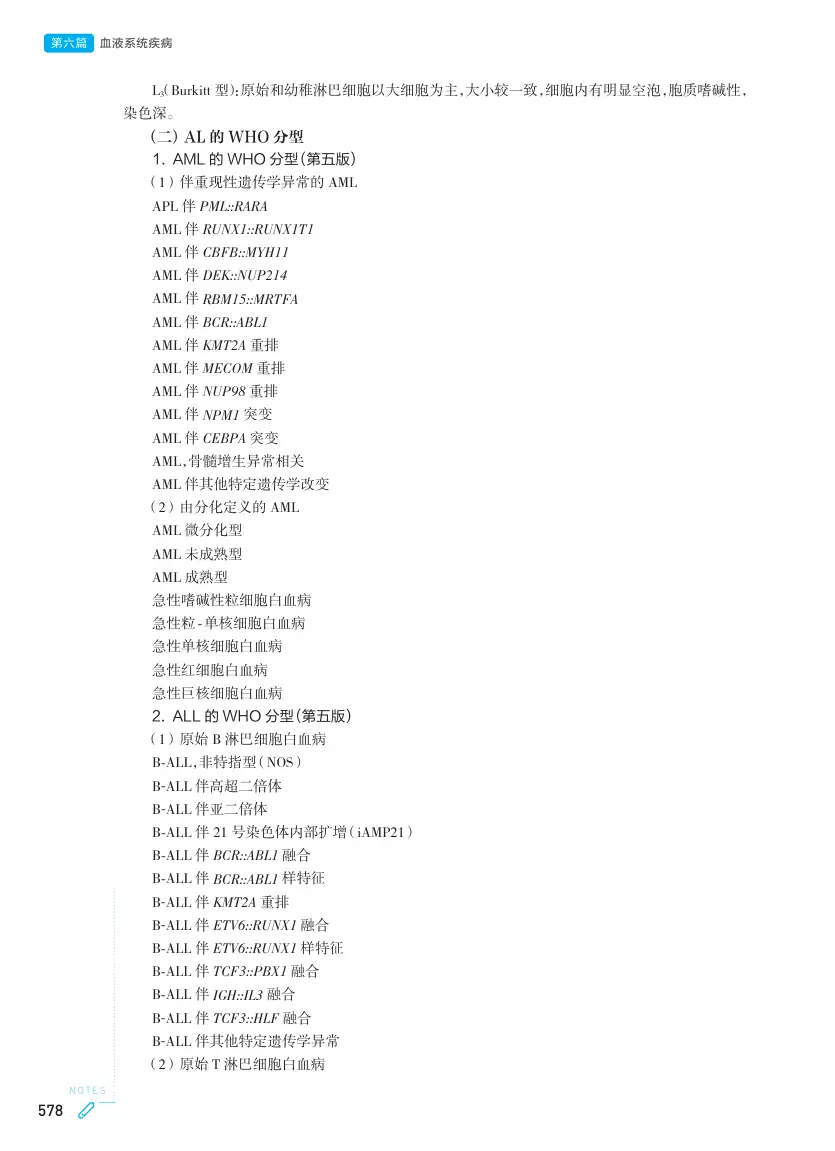 第六篇 血液系统疾病
L₃(Burkitt 型):原始和幼稚淋巴细胞以大细胞为主,大小较一致,细胞内有明显空泡,胞质嗜碱性,
染色深。
(二)AL 的 WHO 分型
1. AML 的 WHO 分型(第五版)
(1)伴重现性遗传学异常的 AML
APL 伴 PML::RARA
AML 伴 RUNX1::RUNX1T1
AML 伴 CBFB::MYH11
AML 伴 DEK::NUP214
AML 伴 RBM15::MRTFA
AML 伴 BCR::ABL1
AML 伴 KMT2A 重排
AML 伴 MECOM 重排
AML 伴 NUP98 重排
AML 伴 NPM1 突变
AML 伴 CEBPA 突变
AML,骨髓增生异常相关
AML 伴其他特定遗传学改变
(2)由分化定义的 AML
AML 微分化型
AML 未成熟型
AML 成熟型
急性嗜碱性粒细胞白血病
急性粒-单核细胞白血病
急性单核细胞白血病
急性红细胞白血病
急性巨核细胞白血病
2. ALL 的 WHO 分型(第五版)
(1)原始 B 淋巴细胞白血病
B-ALL,非特指型(NOS)
B-ALL 伴高超二倍体
B-ALL 伴亚二倍体
B-ALL 伴 21 号染色体内部扩增(iAMP21)
B-ALL 伴 BCR::ABL1 融合
B-ALL 伴 BCR::ABL1 样特征
B-ALL 伴 KMT2A 重排
B-ALL 伴 ETV6::RUNX1 融合
B-ALL 伴 ETV6::RUNX1 样特征
B-ALL 伴 TCF3::PBX1 融合
B-ALL 伴 IGH::IL3 融合
B-ALL 伴 TCF3::HLF 融合
B-ALL 伴其他特定遗传学异常
(2)原始 T 淋巴细胞白血病
NOTES
578